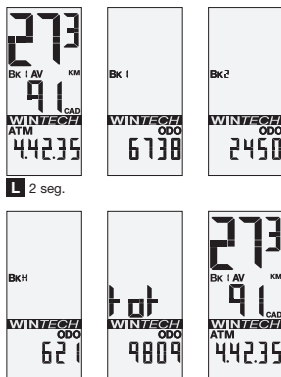 273
BK 1 AV KM
91
CAD
WINTECH
ATM
4.42.35
BK 1
WINTECH
ODO
6738
BK2
WINTECH
ODO
2450
L 2 seg.
BKH
WINTECH
ODO
621
tot
WINTECH
ODO
9809
273
BK 1 AV KM
91
CAD
WINTECH
ATM
4.42.35